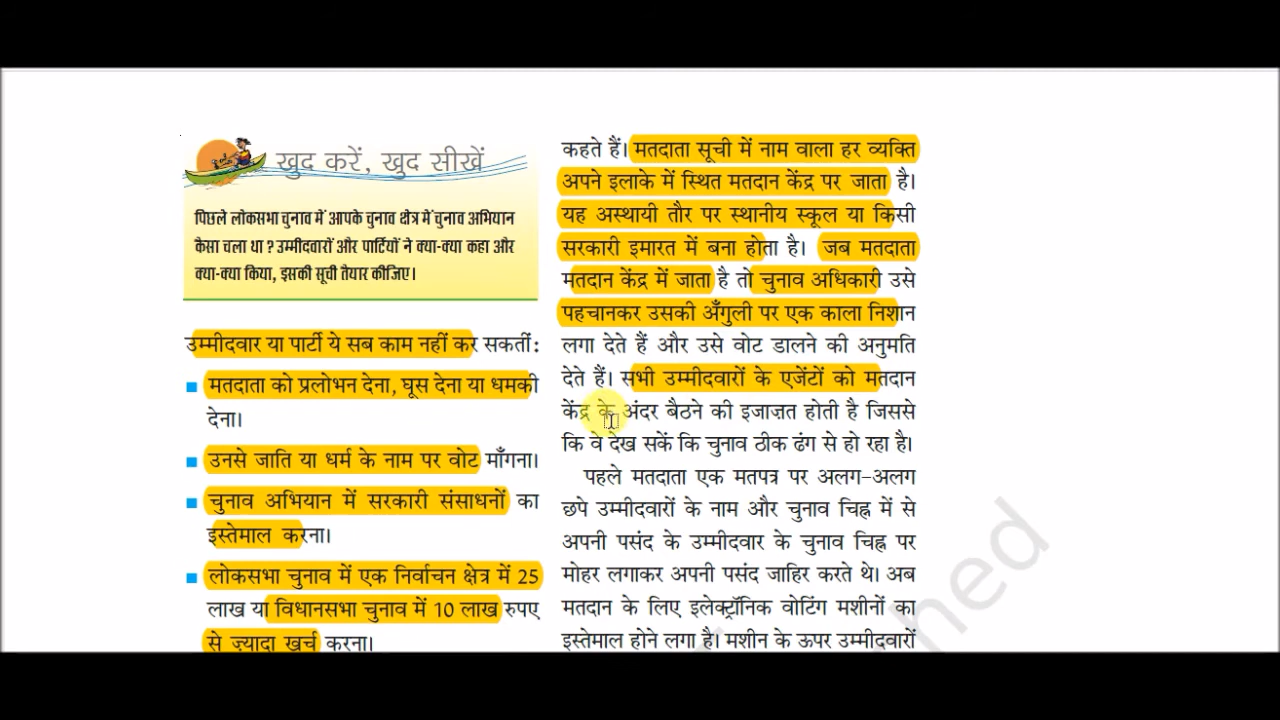 खुद करें, खुद सीखें
पिछले लोकसभा चुनाव में आपके चुनाव क्षेत्र में चुनाव अभियान
कैसा चला था? उम्मीदवारों और पार्टियों ने क्या-क्या कहा और
क्या-क्या किया, इसकी सूची तैयार कीजिए।
उम्मीदवार या पार्टी ये सब काम नहीं कर सकतीं:
■ मतदाता को प्रलोभन देना, घूस देना या धमकी
देना।
■ उनसे जाति या धर्म के नाम पर वोट माँगना।
■ चुनाव अभियान में सरकारी संसाधनों का
इस्तेमाल करना।
■ लोकसभा चुनाव में एक निर्वाचन क्षेत्र में 25
लाख या विधानसभा चुनाव में 10 लाख रुपए
से ज़्यादा खर्च करना।
कहते हैं। मतदाता सूची में नाम वाला हर व्यक्ति
अपने इलाके में स्थित मतदान केंद्र पर जाता है।
यह अस्थायी तौर पर स्थानीय स्कूल या किसी
सरकारी इमारत में बना होता है। जब मतदाता
मतदान केंद्र में जाता है तो चुनाव अधिकारी उसे
पहचानकर उसकी अँगुली पर एक काला निशान
लगा देते हैं और उसे वोट डालने की अनुमति
देते हैं। सभी उम्मीदवारों के एजेंटों को मतदान
केंद्र के अंदर बैठने की इजाज़त होती है जिससे
कि वे देख सकें कि चुनाव ठीक ढंग से हो रहा है।
पहले मतदाता एक मतपत्र पर अलग-अलग
छपे उम्मीदवारों के नाम और चुनाव चिह्न में से
अपनी पसंद के उम्मीदवार के चुनाव चिह्न पर
मोहर लगाकर अपनी पसंद जाहिर करते थे। अब
मतदान के लिए इलेक्ट्रॉनिक वोटिंग मशीनों का
इस्तेमाल होने लगा है। मशीन के ऊपर उम्मीदवारों